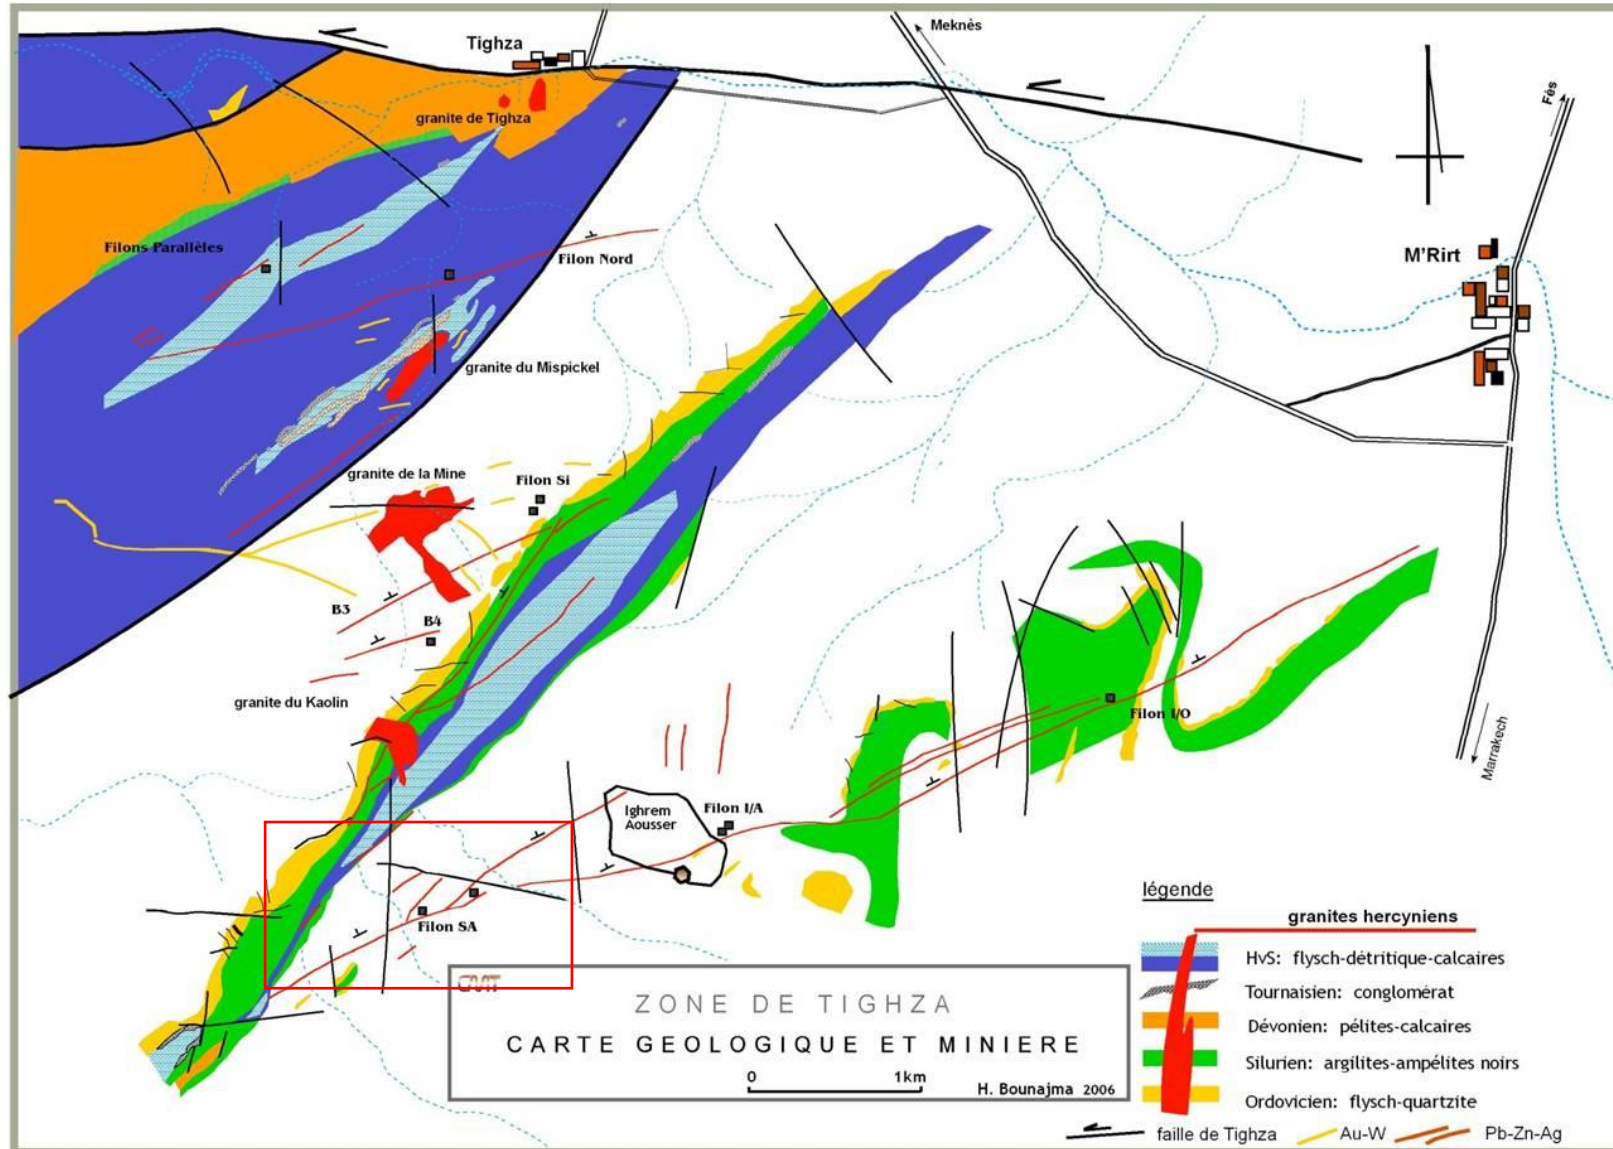 Meknès
Tighza
Fès
granite de Tighza
M'Rirt
Filons Parallèles
Filon Nord
granite du Mispickel
granite de la Mine
Filon Si
B3
B4
granite du Kaolin
Filon I/O
Marrakech
Ighrem
Aousser
Filon I/A
Filon SA
légende
granites hercyniens
HvS: flysch-détritique-calcaires
Tournaisien: conglomérat
Dévonien: pélites-calcaires
Silurien: argilites-ampélites noirs
Ordovicien: flysch-quartzite
faille de Tighza
Au-W
Pb-Zn-Ag
CMT
ZONE DE TIGHZA
CARTE GEOLOGIQUE ET MINIERE
0 1km
H. Bounajma 2006